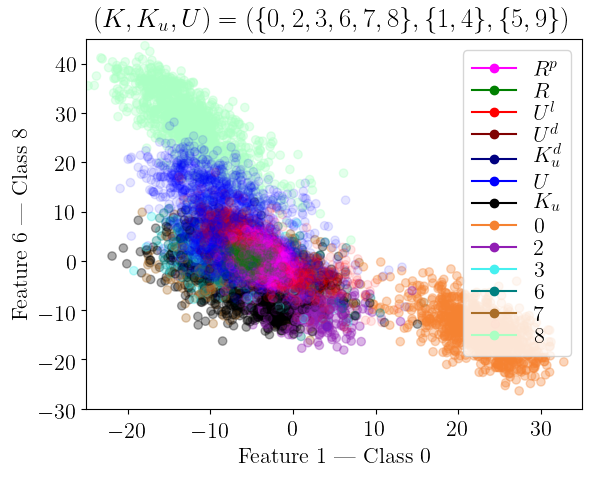 (K, K_u, U) = ({0, 2, 3, 6, 7, 8}, {1, 4}, {5, 9})
40
30
20
10
0
−10
−20
−30
Feature 6 — Class 8
R^p
R
U^l
U^d
K_u^d
U
K_u
0
2
3
6
7
8
−20 −10 0 10 20 30
Feature 1 — Class 0